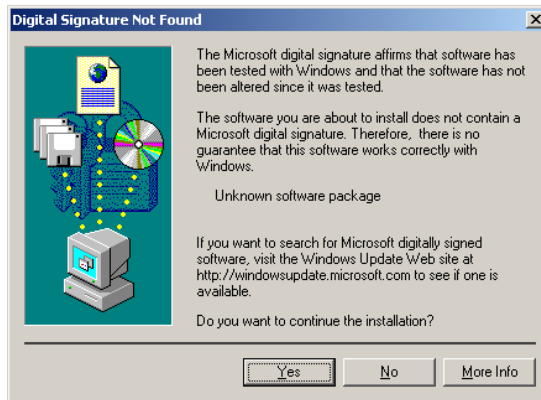 Digital Signature Not Found
The Microsoft digital signature affirms that software has
been tested with Windows and that the software has not
been altered since it was tested.
The software you are about to install does not contain a
Microsoft digital signature. Therefore, there is no
guarantee that this software works correctly with
Windows.
Unknown software package
If you want to search for Microsoft digitally signed
software, visit the Windows Update Web site at
http://windowsupdate.microsoft.com to see if one is
available.
Do you want to continue the installation?
Yes
No
More Info